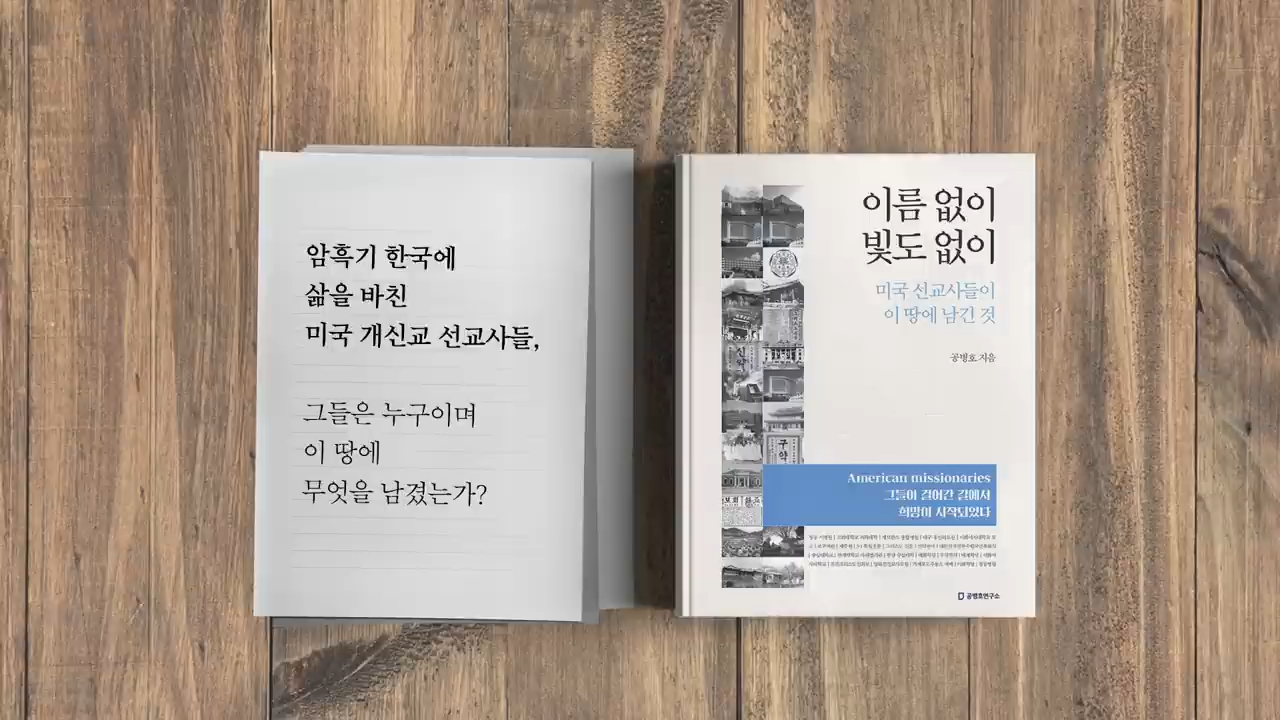 암흑기 한국에
삶을 바친
미국 개신교 선교사들,
그들은 누구이며
이 땅에
무엇을 남겼는가?
이름 없이
빛도 없이
미국 선교사들이
이 땅에 남긴 것
공병호 지음
신약
구약
American missionaries
그들이 걸어간 길에서
희망이 시작되었다
공병호연구소